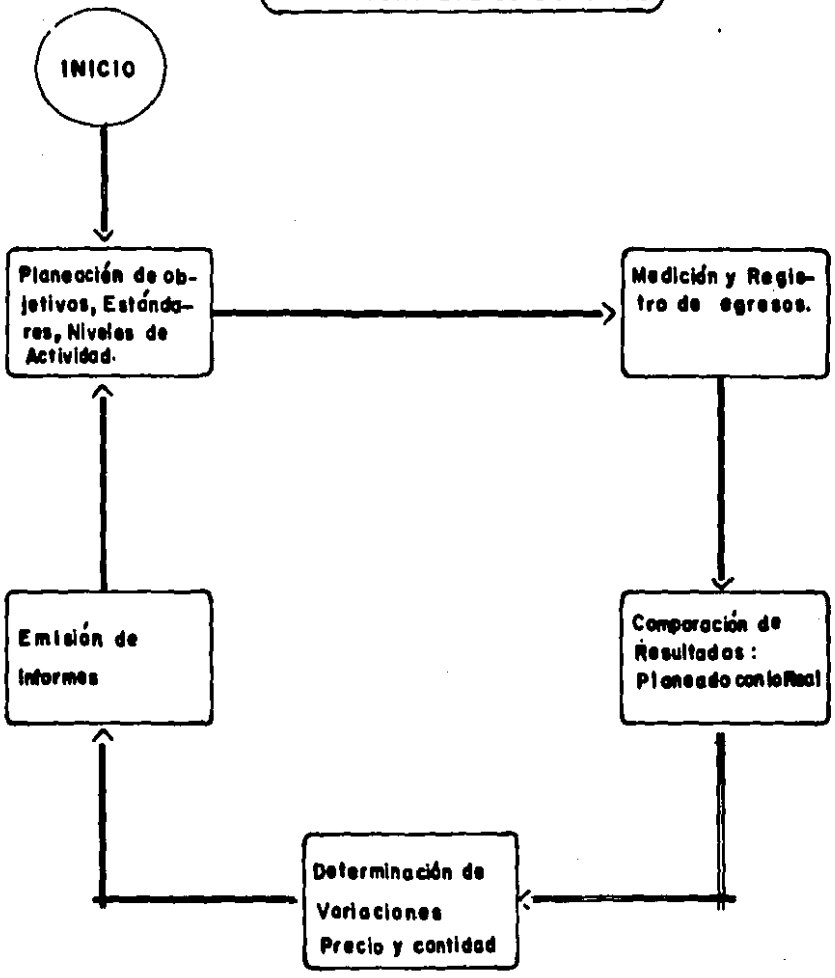 INICIO
Planeación de ob-
jetivos, Estánda-
res, Niveles de
Actividad.
Medición y Regis-
tro de egresos.
Comparación de
Resultados:
Planeado con lo Real
Determinación de
Variaciones
Precio y cantidad
Emisión de
Informes